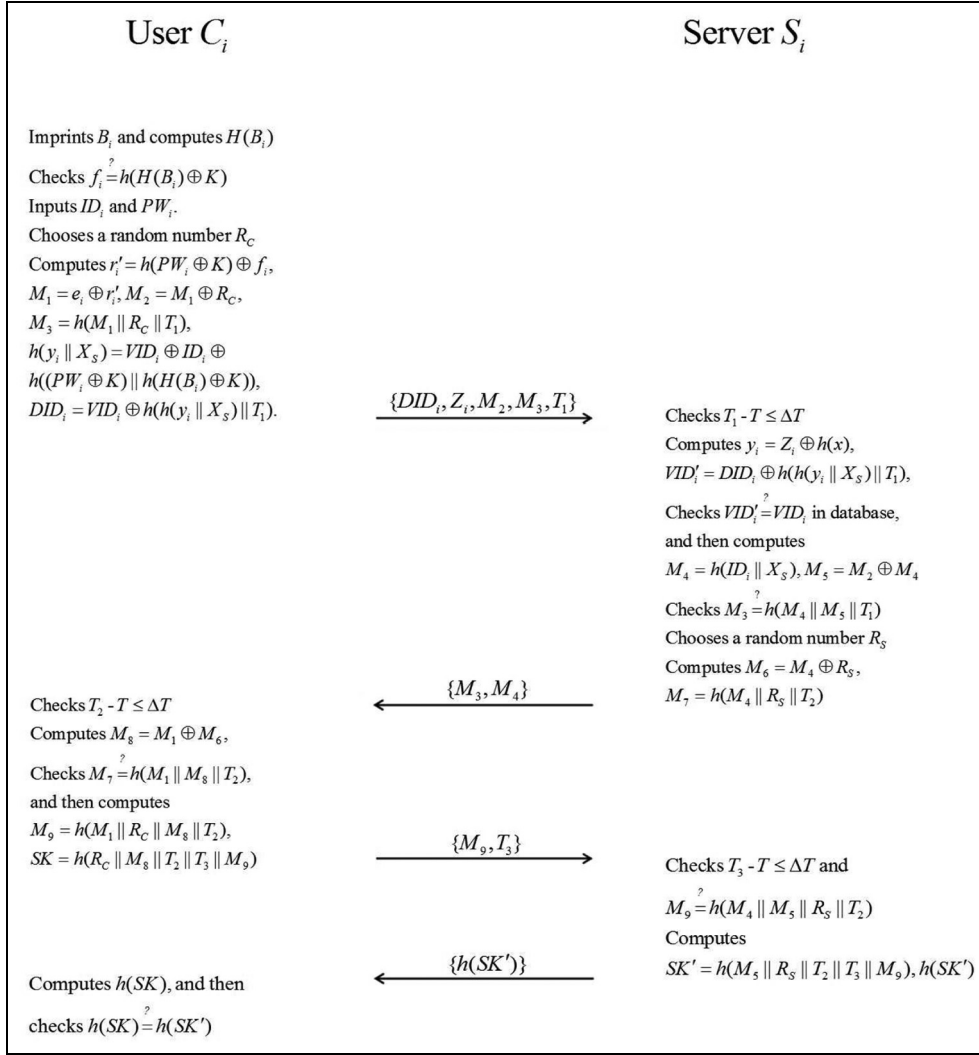 User C_i
Server S_i
Imprints B_i and computes H(B_i)
Checks f_i ?= h(H(B_i)⊕K)
Inputs ID_i and PW_i.
Chooses a random number R_C
Computes r_i′ = h(PW_i⊕K)⊕f_i,
M_1 = e_i⊕r_i′, M_2 = M_1⊕R_C,
M_3 = h(M_1 || R_C || T_1),
h(y_i || X_S) = VID_i⊕ID_i⊕
h((PW_i⊕K) || h(H(B_i)⊕K)),
DID_i = VID_i⊕h(h(y_i || X_S) || T_1).
{DID_i, Z_i, M_2, M_3, T_1}
Checks T_1 - T ≤ ΔT
Computes y_i = Z_i⊕h(x),
VID_i′ = DID_i⊕h(h(y_i || X_S) || T_1),
Checks VID_i′ ?= VID_i in database,
and then computes
M_4 = h(ID_i || X_S), M_5 = M_2⊕M_4
Checks M_3 ?= h(M_4 || M_5 || T_1)
Chooses a random number R_S
Computes M_6 = M_4⊕R_S,
M_7 = h(M_4 || R_S || T_2)
{M_3, M_4}
Checks T_2 - T ≤ ΔT
Computes M_8 = M_1⊕M_6,
Checks M_7 ?= h(M_1 || M_8 || T_2),
and then computes
M_9 = h(M_1 || R_C || M_8 || T_2),
SK = h(R_C || M_8 || T_2 || T_3 || M_9)
{M_9, T_3}
Checks T_3 - T ≤ ΔT and
M_9 ?= h(M_4 || M_5 || R_S || T_2)
Computes
SK′ = h(M_5 || R_S || T_2 || T_3 || M_9), h(SK′)
{h(SK′)}
Computes h(SK), and then
checks h(SK) ?= h(SK′)